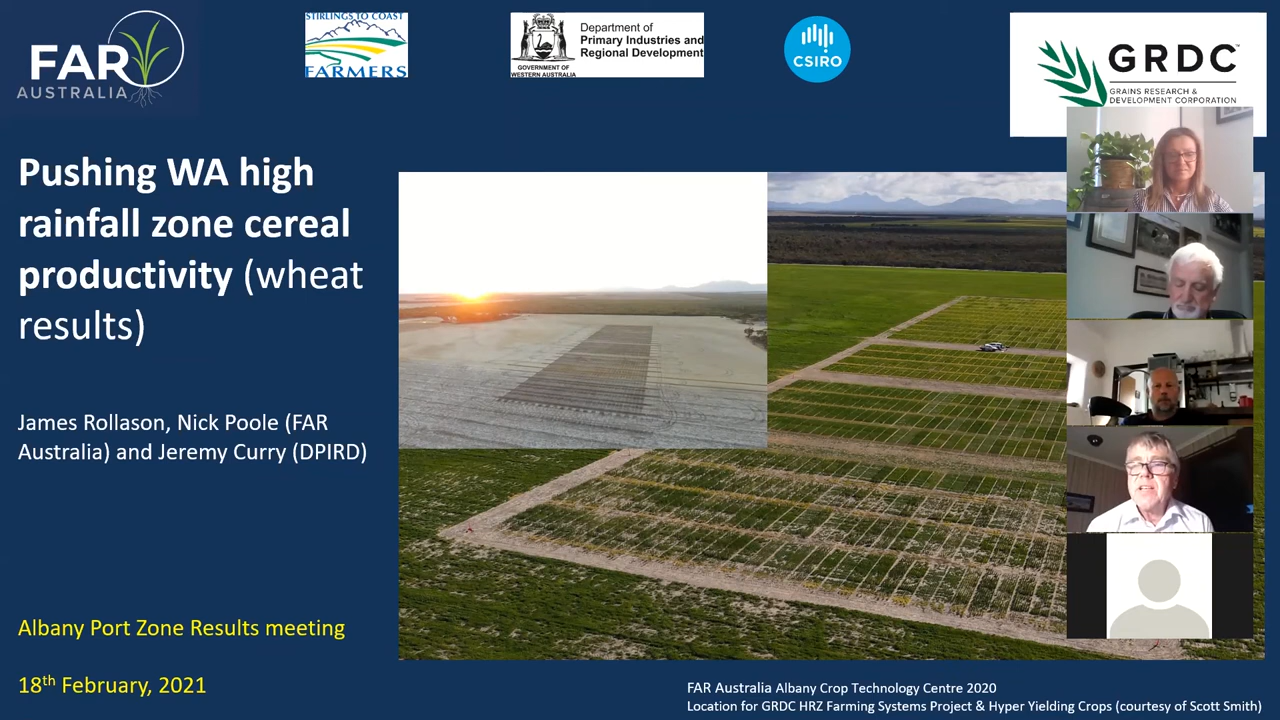 FAR
AUSTRALIA
STIRLINGS TO COAST
FARMERS
GOVERNMENT OF
WESTERN AUSTRALIA
Department of
Primary Industries and
Regional Development
CSIRO
GRDC™
GRAINS RESEARCH &
DEVELOPMENT CORPORATION
Pushing WA high
rainfall zone cereal
productivity (wheat
results)
James Rollason, Nick Poole (FAR
Australia) and Jeremy Curry (DPIRD)
Albany Port Zone Results meeting
18th February, 2021
FAR Australia Albany Crop Technology Centre 2020
Location for GRDC HRZ Farming Systems Project & Hyper Yielding Crops (courtesy of Scott Smith)